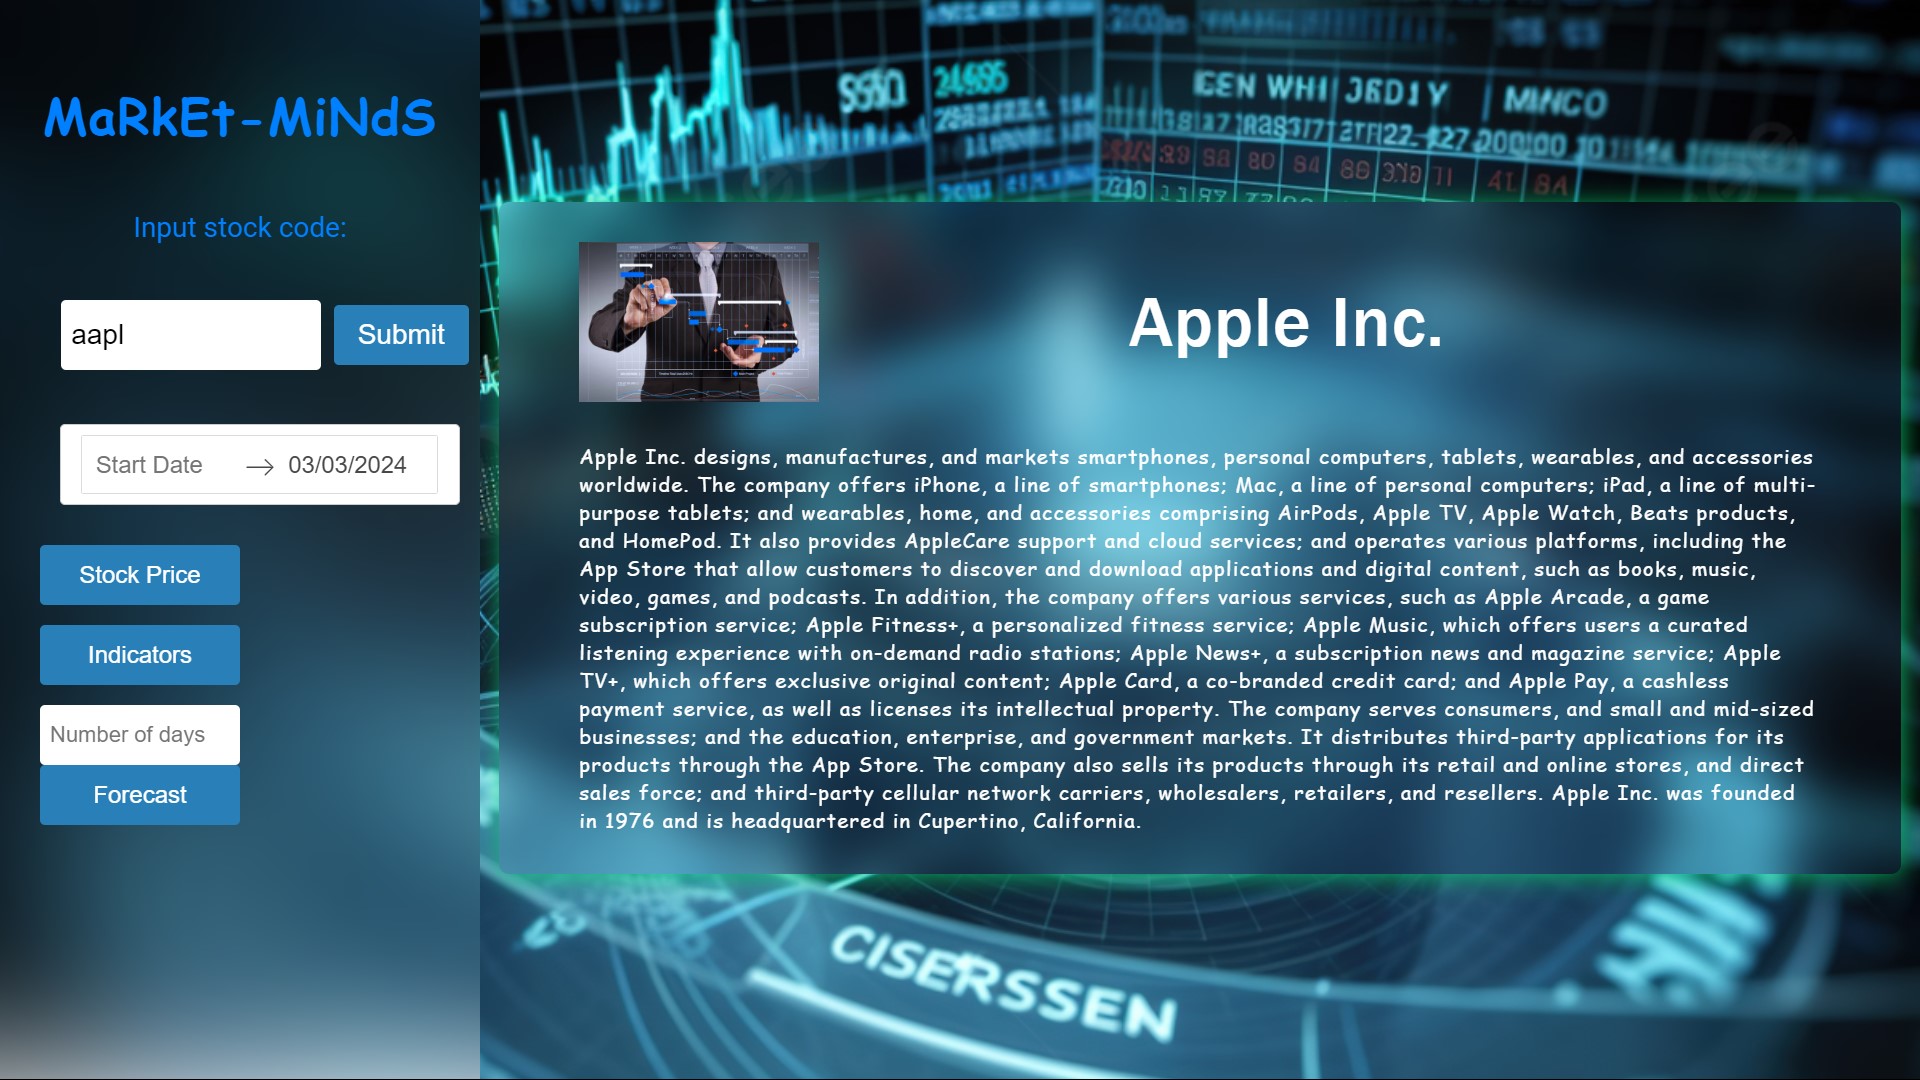 MaRkEt-MiNdS
Input stock code:
aapl
Submit
Start Date → 03/03/2024
Stock Price
Indicators
Number of days
Forecast
Apple Inc.
Apple Inc. designs, manufactures, and markets smartphones, personal computers, tablets, wearables, and accessories
worldwide. The company offers iPhone, a line of smartphones; Mac, a line of personal computers; iPad, a line of multi-
purpose tablets; and wearables, home, and accessories comprising AirPods, Apple TV, Apple Watch, Beats products,
and HomePod. It also provides AppleCare support and cloud services; and operates various platforms, including the
App Store that allow customers to discover and download applications and digital content, such as books, music,
video, games, and podcasts. In addition, the company offers various services, such as Apple Arcade, a game
subscription service; Apple Fitness+, a personalized fitness service; Apple Music, which offers users a curated
listening experience with on-demand radio stations; Apple News+, a subscription news and magazine service; Apple
TV+, which offers exclusive original content; Apple Card, a co-branded credit card; and Apple Pay, a cashless
payment service, as well as licenses its intellectual property. The company serves consumers, and small and mid-sized
businesses; and the education, enterprise, and government markets. It distributes third-party applications for its
products through the App Store. The company also sells its products through its retail and online stores, and direct
sales force; and third-party cellular network carriers, wholesalers, retailers, and resellers. Apple Inc. was founded
in 1976 and is headquartered in Cupertino, California.
CISERSSEN